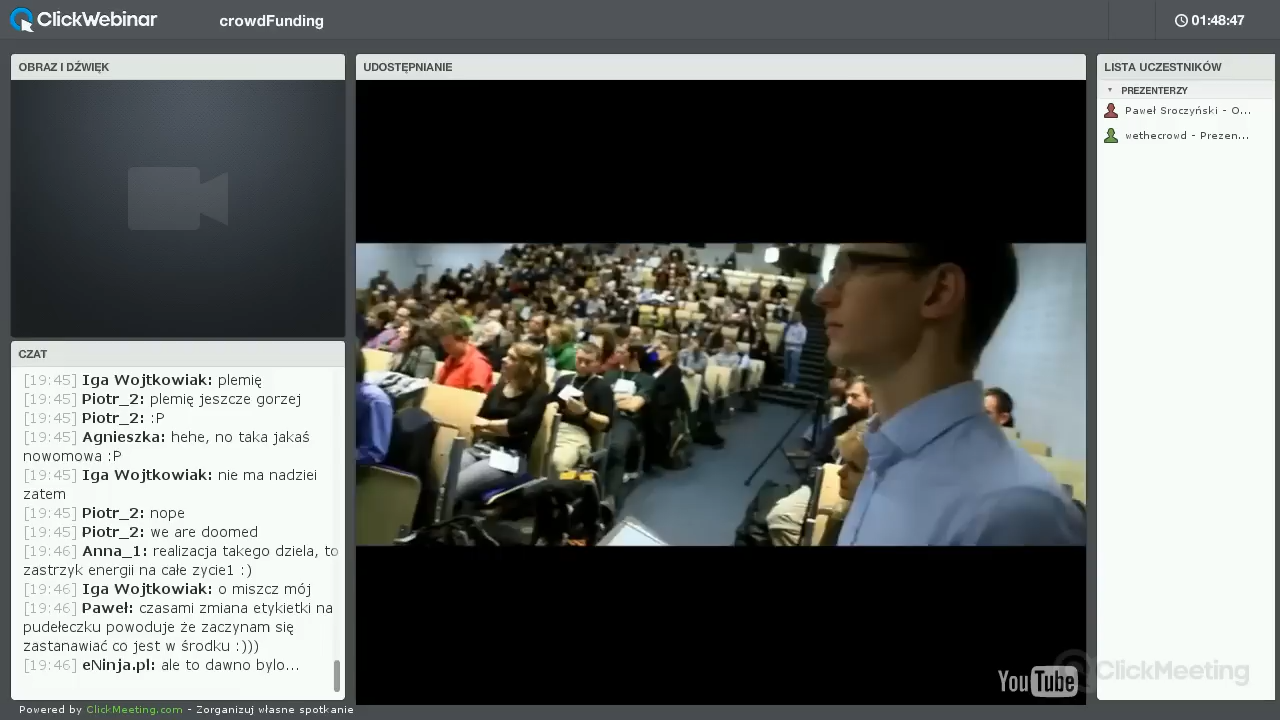 ClickWebinar
crowdFunding
01:48:47
OBRAZ I DŹWIĘK
UDOSTĘPNIANIE
LISTA UCZESTNIKÓW
PREZENTERZY
Paweł Sroczyński - O...
wethecrowd - Prezen...
CZAT
[19:45] Iga Wojtkowiak: plemię
[19:45] Piotr_2: plemię jeszcze gorzej
[19:45] Piotr_2: :P
[19:45] Agnieszka: hehe, no taka jakaś
nowomowa :P
[19:45] Iga Wojtkowiak: nie ma nadziei
zatem
[19:45] Piotr_2: nope
[19:45] Piotr_2: we are doomed
[19:46] Anna_1: realizacja takego dziela, to
zastrzyk energii na całe zycie1 :)
[19:46] Iga Wojtkowiak: o miszcz mój
[19:46] Paweł: czasami zmiana etykietki na
pudełeczku powoduje że zaczynam się
zastanawiać co jest w środku :)))
[19:46] eNinja.pl: ale to dawno bylo...
YouTube
ClickMeeting
Powered by ClickMeeting.com - Zorganizuj własne spotkanie